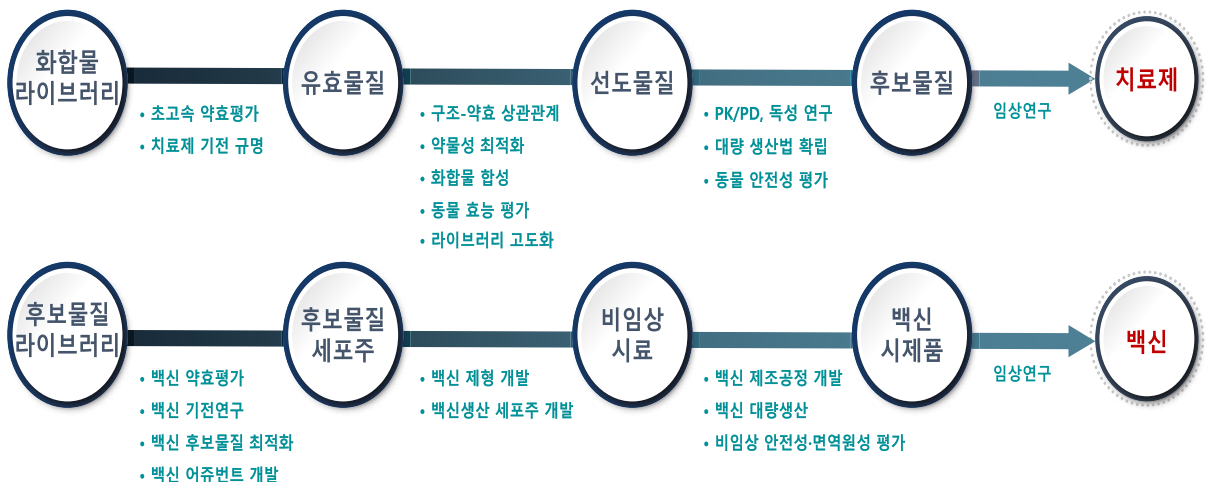 화합물
라이브러리
유효물질
선도물질
후보물질
치료제
• 초고속 약효평가
• 치료제 기전 규명
• 구조-약효 상관관계
• 약물성 최적화
• 화합물 합성
• 동물 효능 평가
• 라이브러리 고도화
• PK/PD, 독성 연구
• 대량 생산법 확립
• 동물 안전성 평가
임상연구
후보물질
라이브러리
후보물질
세포주
비임상
시료
백신
시제품
백신
• 백신 약효평가
• 백신 기전연구
• 백신 후보물질 최적화
• 백신 어쥬번트 개발
• 백신 제형 개발
• 백신생산 세포주 개발
• 백신 제조공정 개발
• 백신 대량생산
• 비임상 안전성·면역원성 평가
임상연구